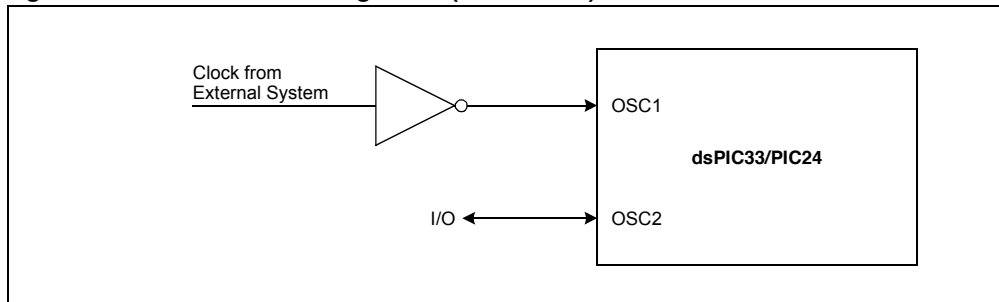 Clock from
External System
OSC1
dsPIC33/PIC24
I/O
OSC2